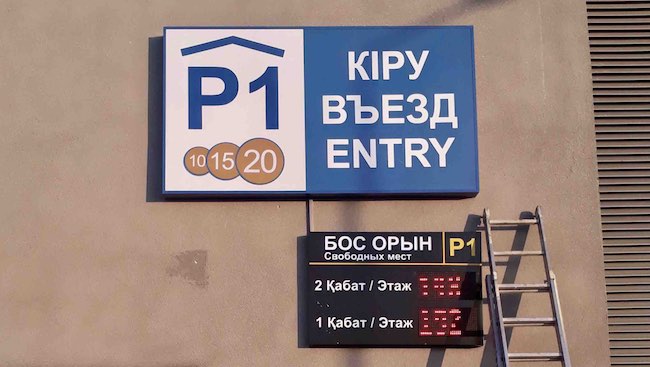 P1
10 15 20
КІРУ
ВЪЕЗД
ENTRY
БОС ОРЫН P1
Свободных мест
2 Қабат / Этаж
1 Қабат / Этаж